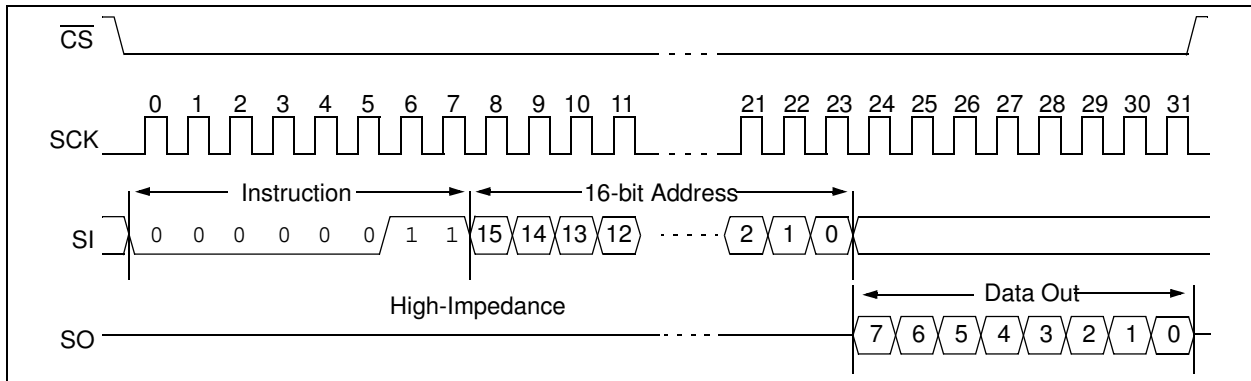 CS
0 1 2 3 4 5 6 7 8 9 10 11 21 22 23 24 25 26 27 28 29 30 31
SCK
Instruction 16-bit Address
SI 0 0 0 0 0 0 1 1 15 14 13 12 2 1 0
High-Impedance Data Out
SO 7 6 5 4 3 2 1 0